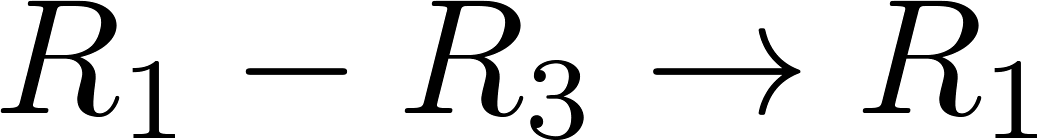 R₁ − R₃ → R₁